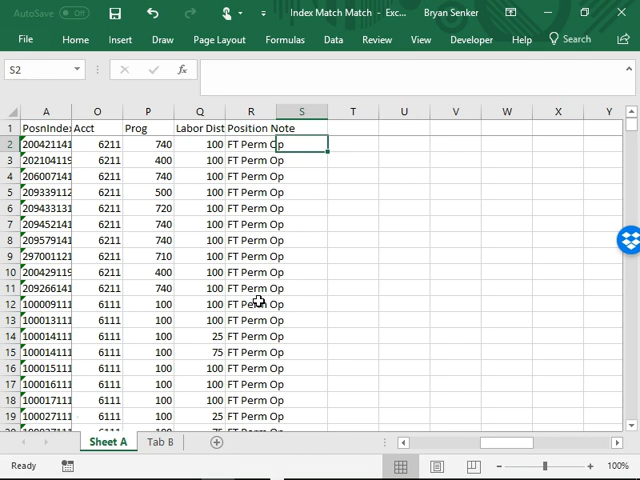 AutoSave Off Index Match Match - Exc... Bryan Senker
File Home Insert Draw Page Layout Formulas Data Review View Developer Help Search
S2 fx
A O P Q R S T U V W X Y
1 PosnIndex Acct Prog Labor Dist Position Note
2 200421141 6211 740 100 FT Perm Op
3 202104119 6211 400 100 FT Perm Op
4 206007141 6211 740 100 FT Perm Op
5 209339112 6211 500 100 FT Perm Op
6 209433131 6211 720 100 FT Perm Op
7 209452141 6211 740 100 FT Perm Op
8 209579141 6211 740 100 FT Perm Op
9 297001121 6211 710 100 FT Perm Op
10 200429119 6211 400 100 FT Perm Op
11 209266141 6211 740 100 FT Perm Op
12 100009111 6111 100 100 FT Perm Op
13 100013111 6111 100 100 FT Perm Op
14 100014111 6111 100 25 FT Perm Op
15 100014111 6111 100 75 FT Perm Op
16 100015111 6111 100 100 FT Perm Op
17 100016111 6111 100 100 FT Perm Op
18 100017111 6111 100 100 FT Perm Op
19 100027111 6111 100 25 FT Perm Op
Sheet A Tab B
Ready 100%